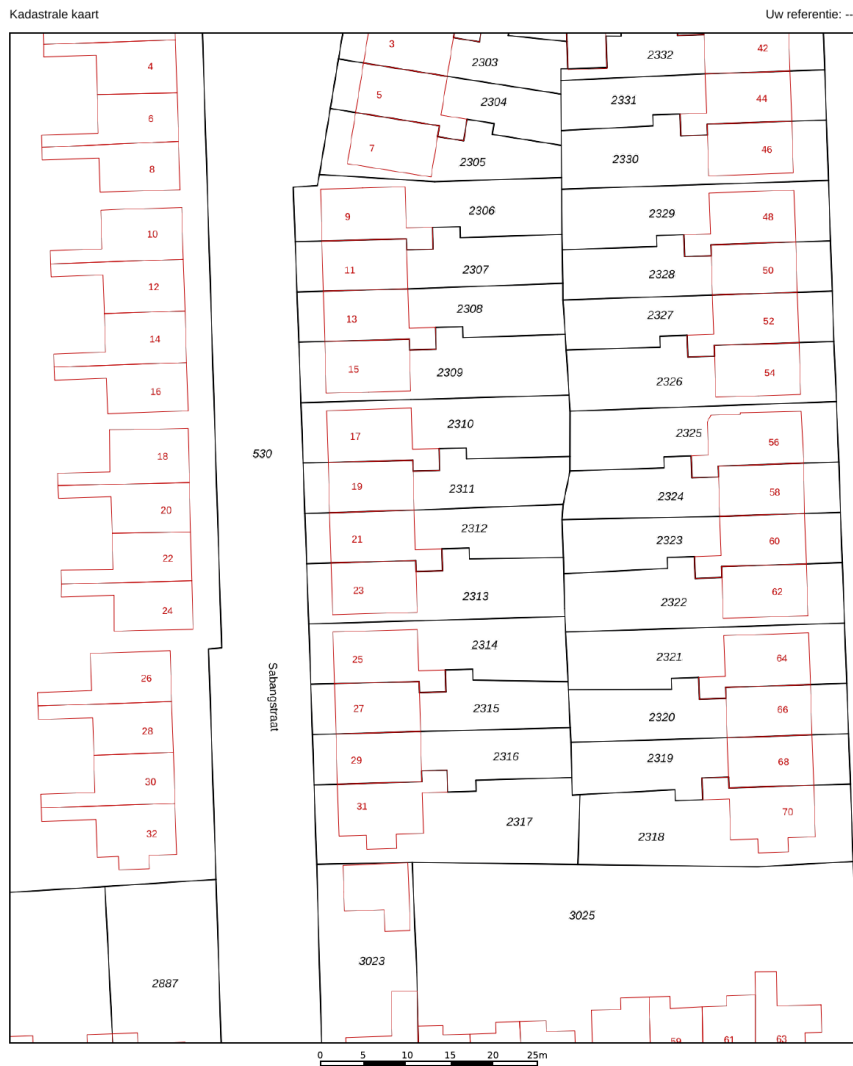 Kadastrale kaart Uw referentie: --
3 2303 2332 42
4
5 2304 2331 44
6
7 2305 2330 46
8
9 2306 2329 48
10
11 2307 2328 50
12
13 2308 2327 52
14
15 2309 2326 54
16
17 2310 2325 56
18 530
19 2311 2324 58
20
21 2312 2323 60
22
23 2313 2322 62
24
25 2314 2321 64
26
27 2315 2320 66
28 Sabangstraat
29 2316 2319 68
30
31 2317 2318 70
32
3025
3023
2887
59 61 63
0 5 10 15 20 25m